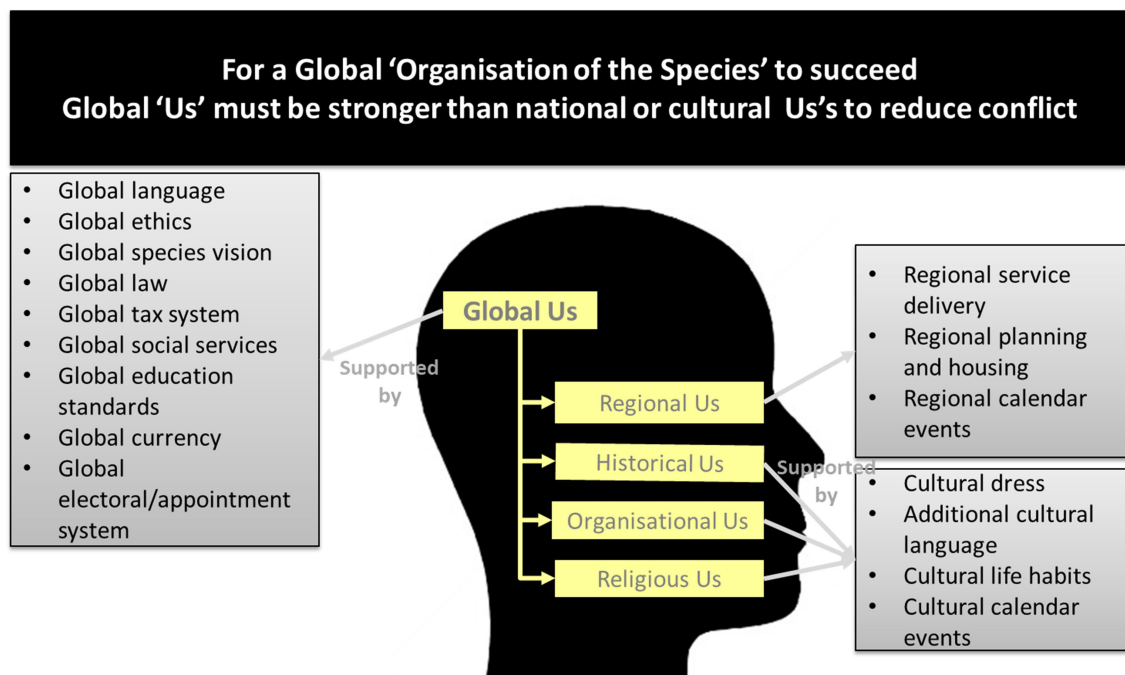 For a Global ‘Organisation of the Species’ to succeed
Global ‘Us’ must be stronger than national or cultural Us’s to reduce conflict
• Global language
• Global ethics
• Global species vision
• Global law
• Global tax system
• Global social services
• Global education
standards
• Global currency
• Global
electoral/appointment
system
Supported
by
Global Us
Regional Us
Historical Us
Organisational Us
Religious Us
Supported
by
• Regional service
delivery
• Regional planning
and housing
• Regional calendar
events
• Cultural dress
• Additional cultural
language
• Cultural life habits
• Cultural calendar
events